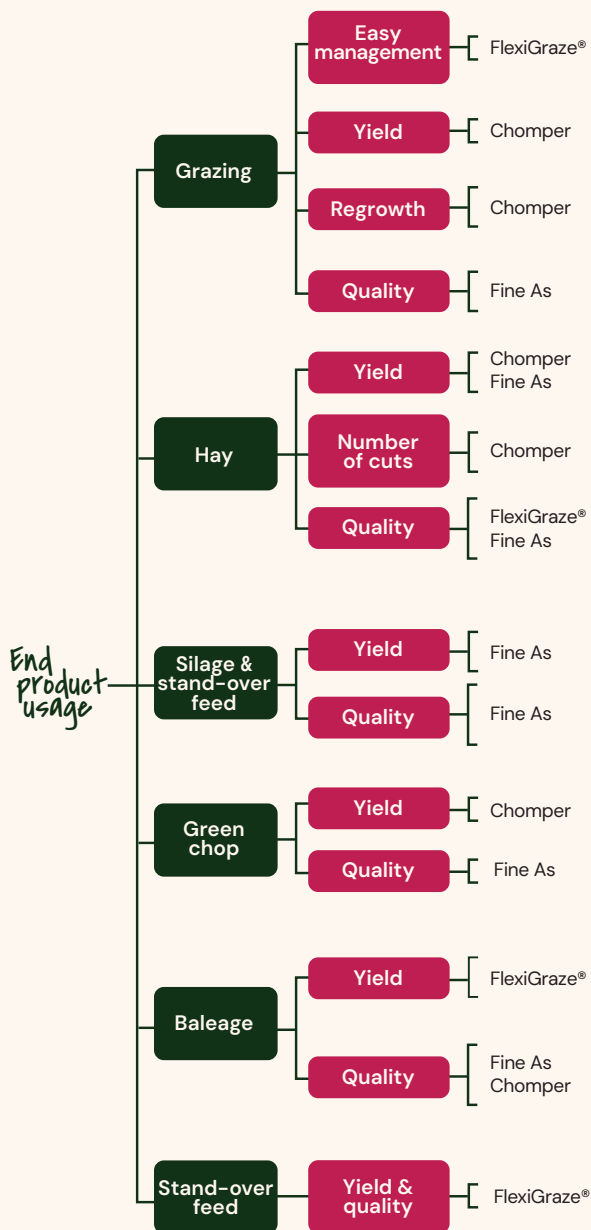 End
product
usage
Grazing
Easy
management
FlexiGraze®
Yield
Chomper
Regrowth
Chomper
Quality
Fine As
Hay
Yield
Chomper
Fine As
Number
of cuts
Chomper
Quality
FlexiGraze®
Fine As
Silage &
stand-over
feed
Yield
Fine As
Quality
Fine As
Green
chop
Yield
Chomper
Quality
Fine As
Baleage
Yield
FlexiGraze®
Quality
Fine As
Chomper
Stand-over
feed
Yield &
quality
FlexiGraze®